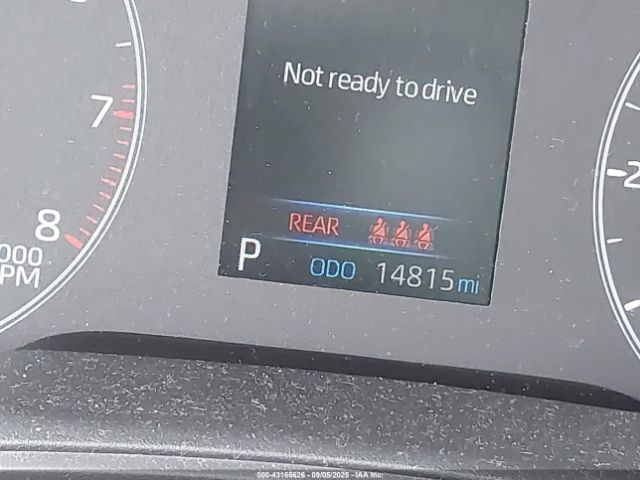 Not ready to drive
7
8
000
PM
REAR
P
ODO 14815 mi
2
000-43165626 - 09/05/2025 - IAA Inc.